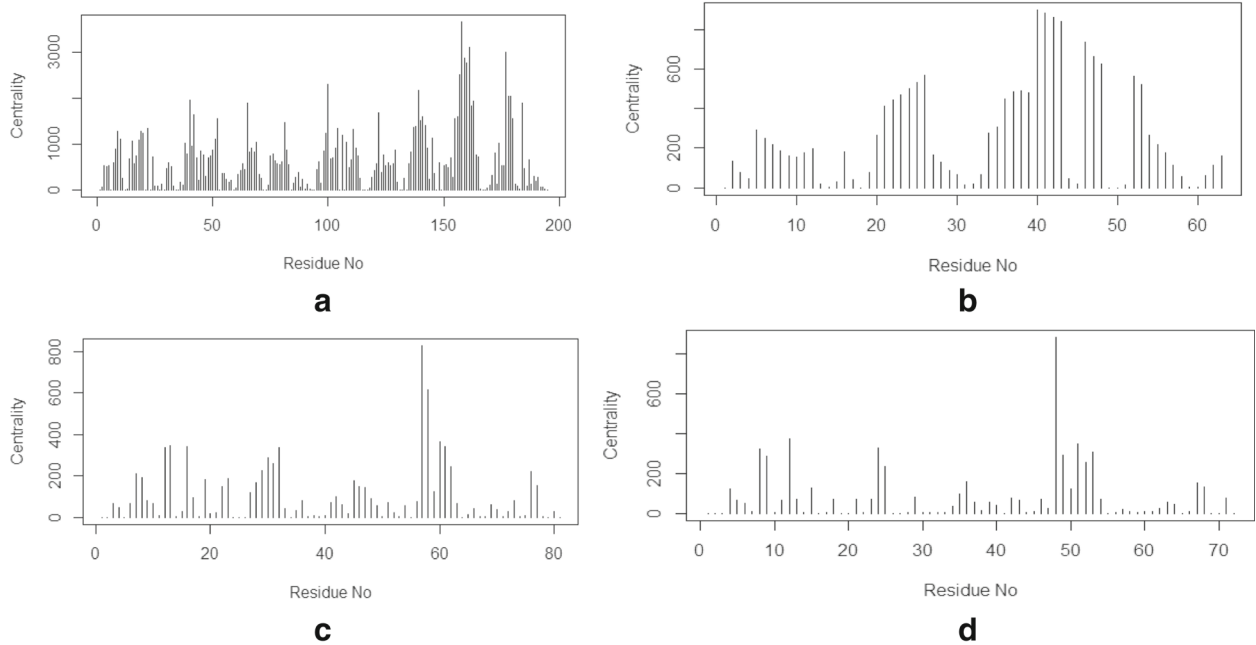 Centrality
0 1000 3000
0 50 100 150 200
Residue No
a
Centrality
0 200 600
0 10 20 30 40 50 60
Residue No
b
Centrality
0 200 400 600 800
0 20 40 60 80
Residue No
c
Centrality
0 200 600
0 10 20 30 40 50 60 70
Residue No
d